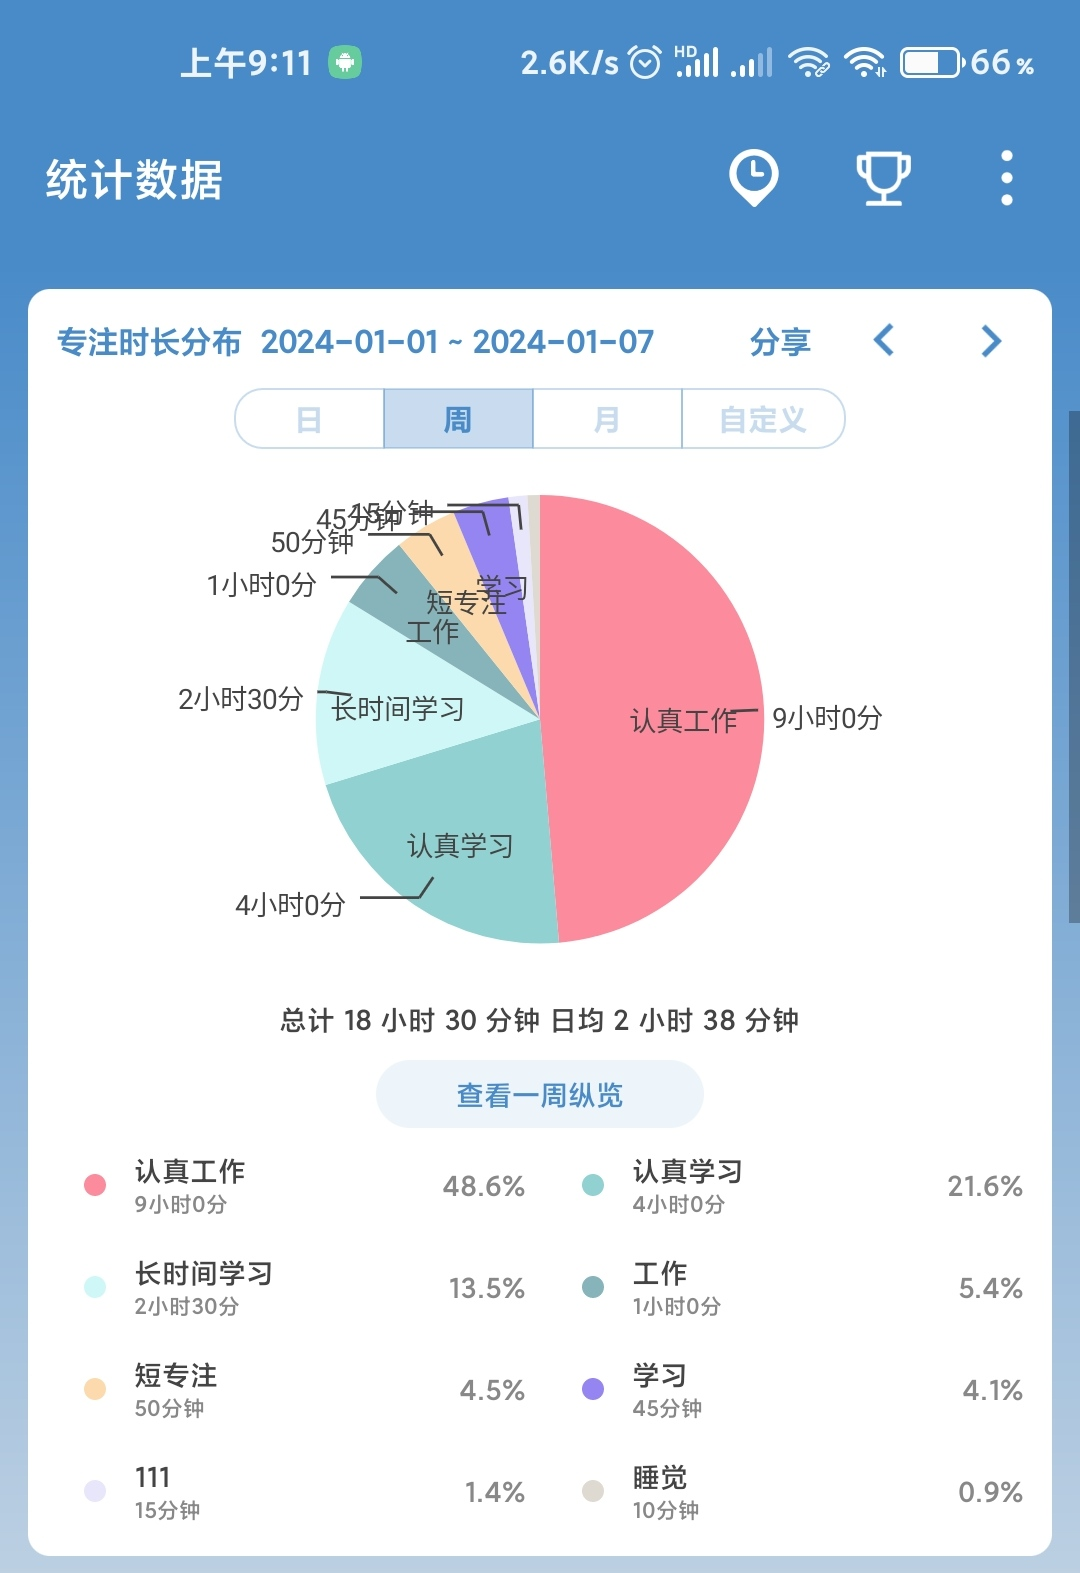 上午9:11
2.6K/s
HD
66 %
统计数据
专注时长分布 2024-01-01 ~ 2024-01-07 分享
日 周 月 自定义
15分钟
45分钟
50分钟
1小时0分
学习
短专注
工作
2小时30分
长时间学习
认真工作 9小时0分
认真学习
4小时0分
总计 18 小时 30 分钟 日均 2 小时 38 分钟
查看一周纵览
认真工作 48.6%
9小时0分
认真学习 21.6%
4小时0分
长时间学习 13.5%
2小时30分
工作 5.4%
1小时0分
短专注 4.5%
50分钟
学习 4.1%
45分钟
111 1.4%
15分钟
睡觉 0.9%
10分钟